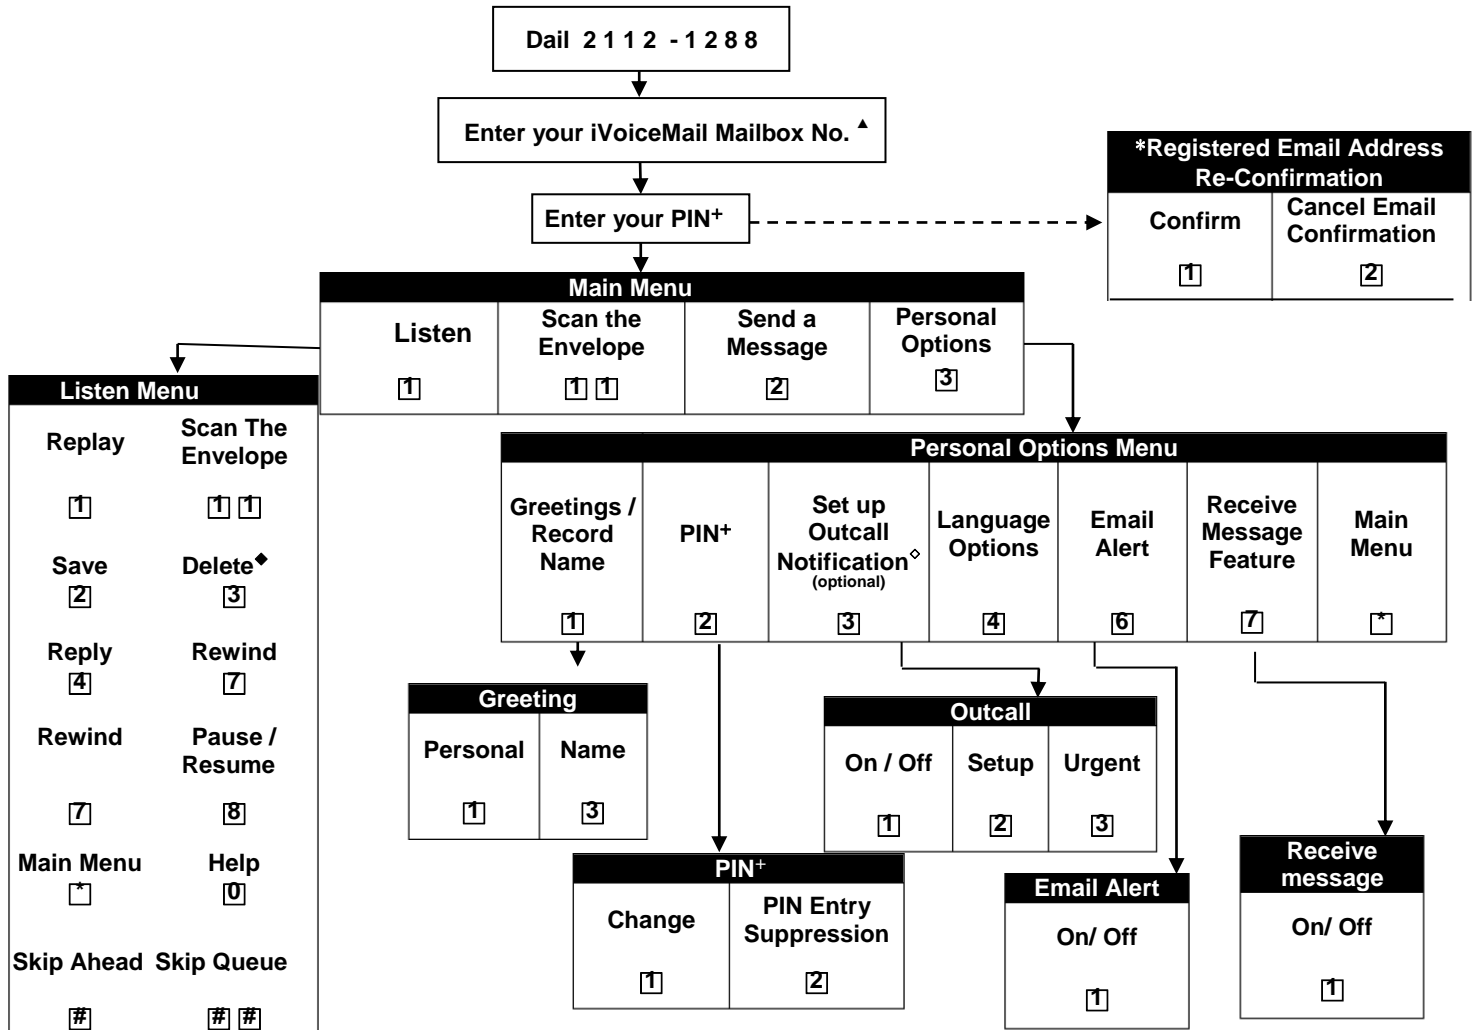 Dail 2 1 1 2 - 1 2 8 8
Enter your iVoiceMail Mailbox No. ▲
Enter your PIN+
*Registered Email Address
Re-Confirmation
Confirm
1
Cancel Email
Confirmation
2
Main Menu
Listen
1
Scan the
Envelope
1 1
Send a
Message
2
Personal
Options
3
Listen Menu
Replay
1
Scan The
Envelope
1 1
Save
2
Delete◆
3
Reply
4
Rewind
7
Rewind
7
Pause /
Resume
8
Main Menu
*
Help
0
Skip Ahead
#
Skip Queue
# #
Personal Options Menu
Greetings /
Record
Name
1
PIN+
2
Set up
Outcall
Notification◇
(optional)
3
Language
Options
4
Email
Alert
6
Receive
Message
Feature
7
Main
Menu
*
Greeting
Personal
1
Name
3
PIN+
Change
1
PIN Entry
Suppression
2
Outcall
On / Off
1
Setup
2
Urgent
3
Email Alert
On/ Off
1
Receive
message
On/ Off
1